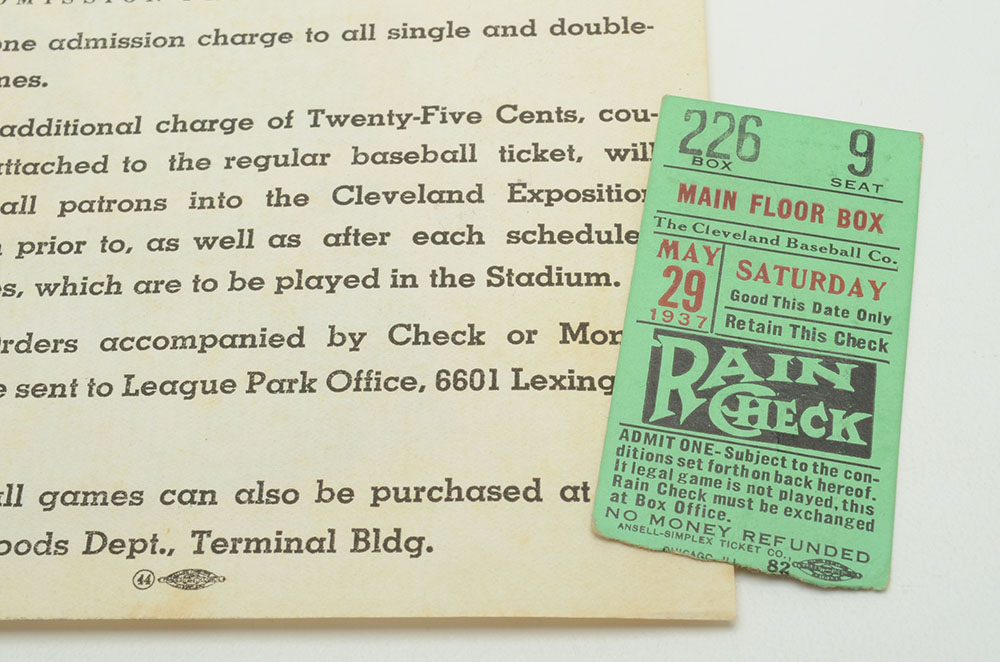 one admission charge to all single and double-
additional charge of Twenty-Five Cents, cou-
attached to the regular baseball ticket, will
all patrons into the Cleveland Exposition
prior to, as well as after each schedule
which are to be played in the Stadium.
accompanied by Check or Mon
sent to League Park Office, 6601 Lexing
all games can also be purchased at
Dept., Terminal Bldg.
44
226 9
BOX SEAT
MAIN FLOOR BOX
The Cleveland Baseball Co.
MAY
29
1937
SATURDAY
Good This Date Only
Retain This Check
RAIN
CHECK
ADMIT ONE-Subject to the con-
ditions set forth on back hereof.
If legal game is not played, this
Rain Check must be exchanged
at Box Office.
NO MONEY REFUNDED
ANSELL-SIMPLEX TICKET CO.,
CHICAGO, ILL. 82